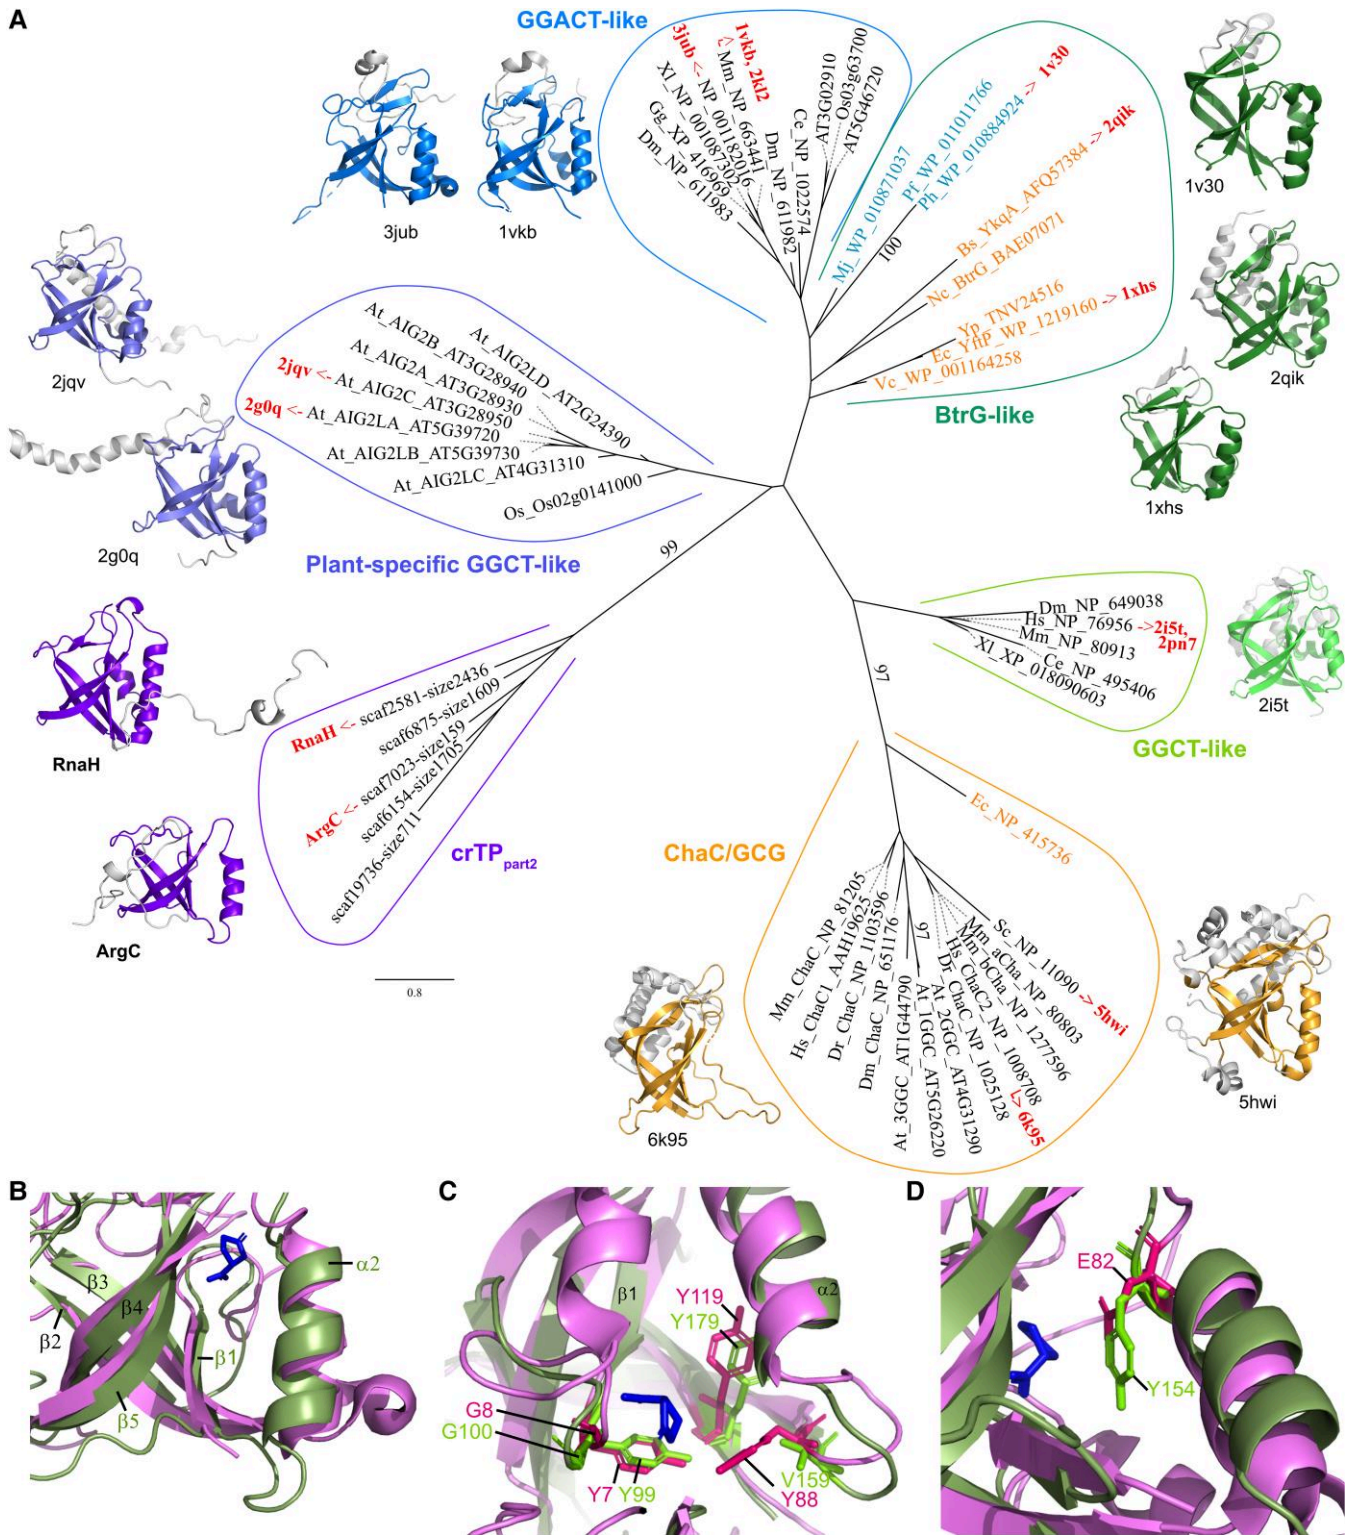 A
GGACT-like
3jub <- NP_001182016
1vkb, 2kl2
<- Mm_NP_663441
Xl_NP_001087302
Gg_XP_416969
Dm_NP_611983
Dm_NP_611982
Ce_NP_1022574
AT3G02910
Os03g63700
AT5G46720
Mj_WP_010871037
Pf_WP_011011766
Ph_WP_010884924 -> 1v30
100
Bs_YkqA_AFQ57384 -> 2qik
Nc_BtrG_BAE07071
Yp_TNV24516
Ec_YftP_WP_1219160 -> 1xhs
Vc_WP_001164258
BtrG-like
3jub
1vkb
1v30
2qik
1xhs
2jqv
2g0q
At_AIG2LD_AT2G24390
At_AIG2B_AT3G28940
At_AIG2A_AT3G28930
2jqv <- At_AIG2C_AT3G28950
2g0q <- At_AIG2LA_AT5G39720
At_AIG2LB_AT5G39730
At_AIG2LC_AT4G31310
Os_Os02g0141000
Plant-specific GGCT-like
99
RnaH
ArgC
RnaH <- scaf2581-size2436
scaf6875-size1609
ArgC <- scaf7023-size159
scaf6154-size1705
scaf19736-size711
crTPpart2
0.8
Dm_NP_649038
Hs_NP_76956 ->2i5t,
2pn7
Mm_NP_80913
Ce_NP_495406
Xl_XP_018090603
GGCT-like
2i5t
97
ChaC/GCG
Ec_NP_415736
Mm_ChaC_NP_81205
Hs_ChaC1_AAH19625
Dr_ChaC_NP_1103596
Dm_ChaC_NP_651176
At_3GGC_AT1G44790
97
At_1GGC_AT5G26220
At_2GGC_AT4G31290
Dr_ChaC_NP_1025128
Hs_ChaC2_NP_1008708
-> 6k95
Mm_bCha_NP_1277596
Mm_aCha_NP_80803
Sc_NP_11090 -> 5hwi
6k95
5hwi
B
β3
β4
β2
β1
β5
α2
C
β1
Y119
Y179
α2
G8
G100
Y7
Y99
V159
Y88
D
E82
Y154